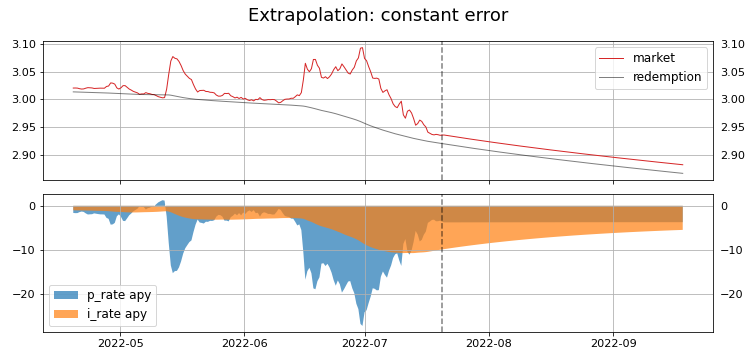 Extrapolation: constant error
3.10
3.05
3.00
2.95
2.90
3.10
3.05
3.00
2.95
2.90
market
redemption
0
−10
−20
0
−10
−20
p_rate apy
i_rate apy
2022-05 2022-06 2022-07 2022-08 2022-09